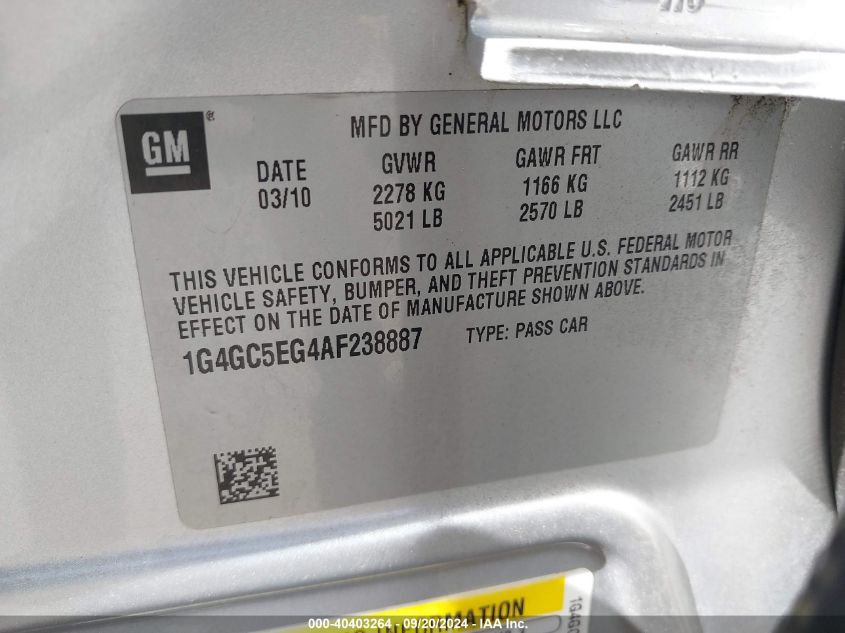 GM®
MFD BY GENERAL MOTORS LLC
DATE GVWR GAWR FRT GAWR RR
03/10 2278 KG 1166 KG 1112 KG
5021 LB 2570 LB 2451 LB
THIS VEHICLE CONFORMS TO ALL APPLICABLE U.S. FEDERAL MOTOR
VEHICLE SAFETY, BUMPER, AND THEFT PREVENTION STANDARDS IN
EFFECT ON THE DATE OF MANUFACTURE SHOWN ABOVE.
1G4GC5EG4AF238887 TYPE: PASS CAR
INFORMATION
000-40403264 - 09/20/2024 - IAA Inc.